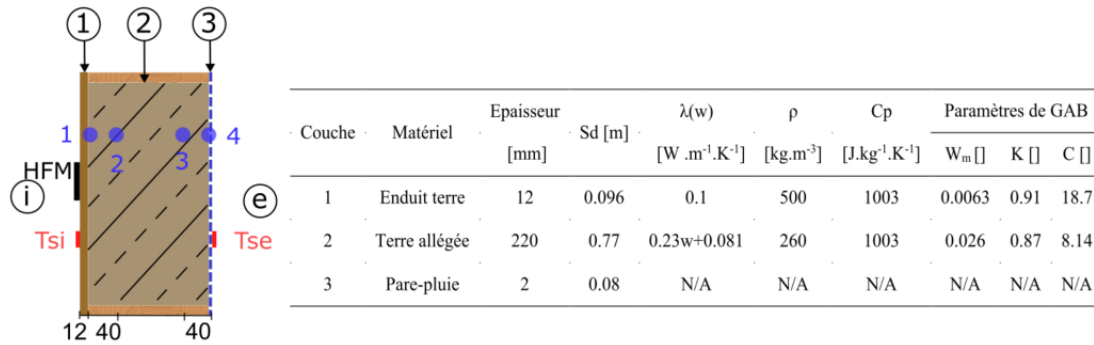 1 2 3
1 2 3 4
HFM
i e
Tsi Tse
12 40 40
Couche Matériel Epaisseur [mm] Sd [m] λ(w) [W .m⁻¹.K⁻¹] ρ [kg.m⁻³] Cp [J.kg⁻¹.K⁻¹] Paramètres de GAB
Wₘ [] K [] C []
1 Enduit terre 12 0.096 0.1 500 1003 0.0063 0.91 18.7
2 Terre allégée 220 0.77 0.23w+0.081 260 1003 0.026 0.87 8.14
3 Pare-pluie 2 0.08 N/A N/A N/A N/A N/A N/A